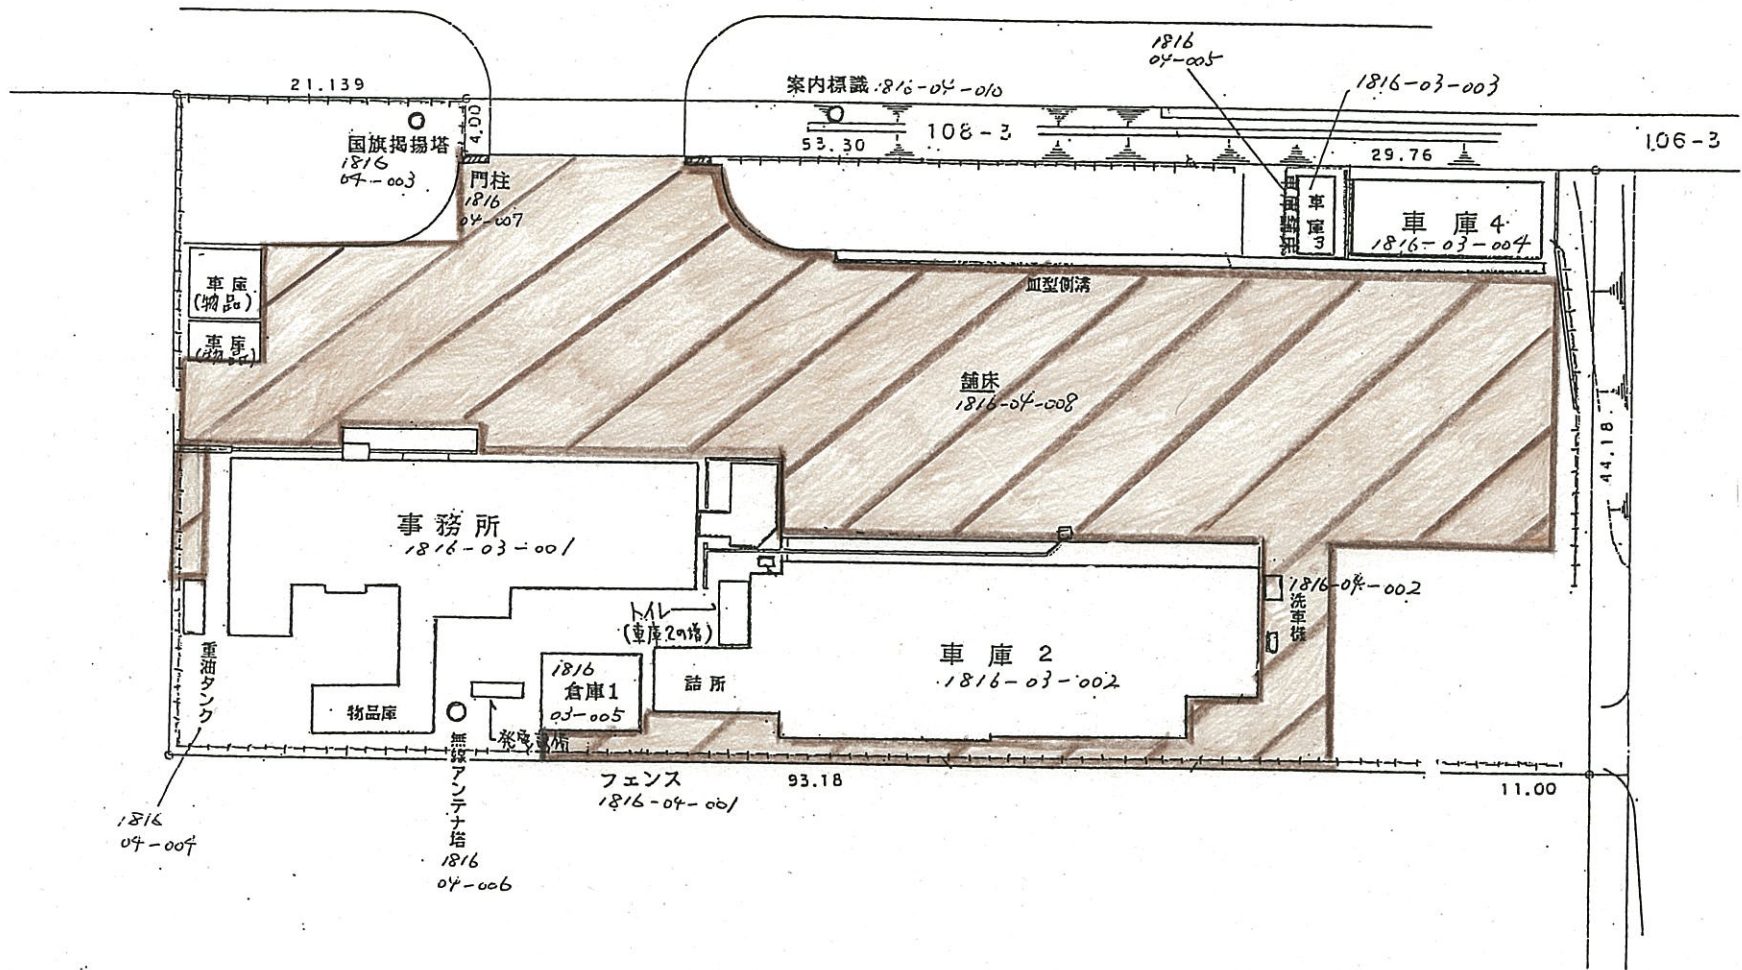 1816
04-005
21.139
案内標識 1816-04-010
1816-03-003
4.00
国旗掲揚塔
1816
04-003
53.30
108-3
29.76
106-3
門柱
1816
04-007
車庫3
車庫4
1816-03-004
車庫
(物品)
皿型側溝
車庫
(物品)
舗床
1816-04-008
44.18
事務所
1816-03-001
1816-04-002
洗車機
トイレ
(車庫2の1階)
重油タンク
1816
倉庫1
03-005
詰所
車庫2
1816-03-002
物品庫
無線アンテナ塔
1816
04-006
フェンス
1816-04-001
93.18
11.00
1816
04-004